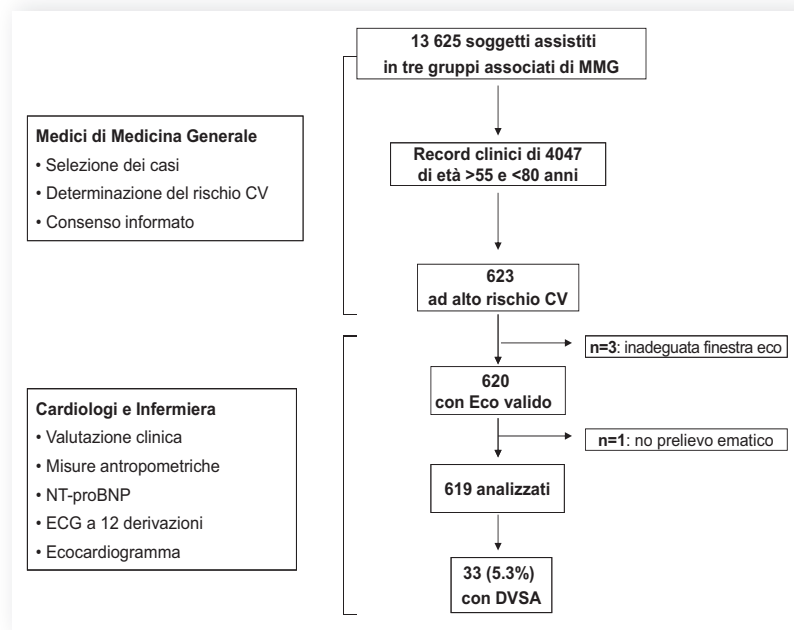 13 625 soggetti assistiti
in tre gruppi associati di MMG
Medici di Medicina Generale
• Selezione dei casi
• Determinazione del rischio CV
• Consenso informato
Record clinici di 4047
di età >55 e <80 anni
623
ad alto rischio CV
n=3: inadeguata finestra eco
620
con Eco valido
Cardiologi e Infermiera
• Valutazione clinica
• Misure antropometriche
• NT-proBNP
• ECG a 12 derivazioni
• Ecocardiogramma
n=1: no prelievo ematico
619 analizzati
33 (5.3%)
con DVSA